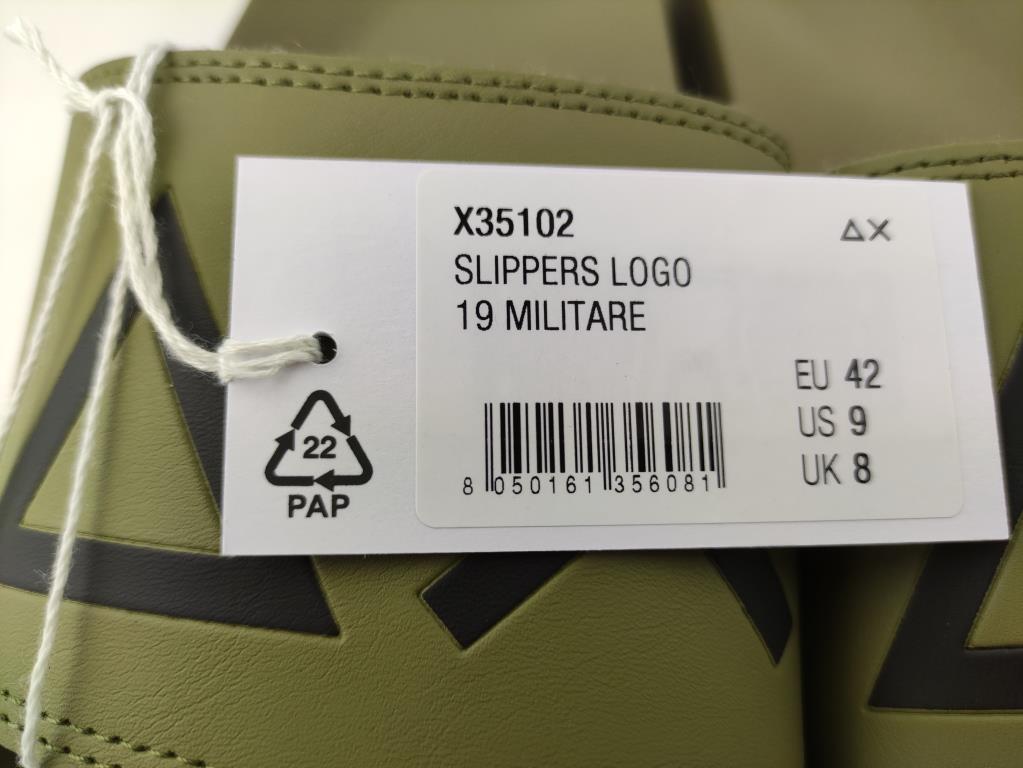 X35102
ΔX
SLIPPERS LOGO
19 MILITARE
EU 42
US 9
UK 8
8 050161 356081
22
PAP